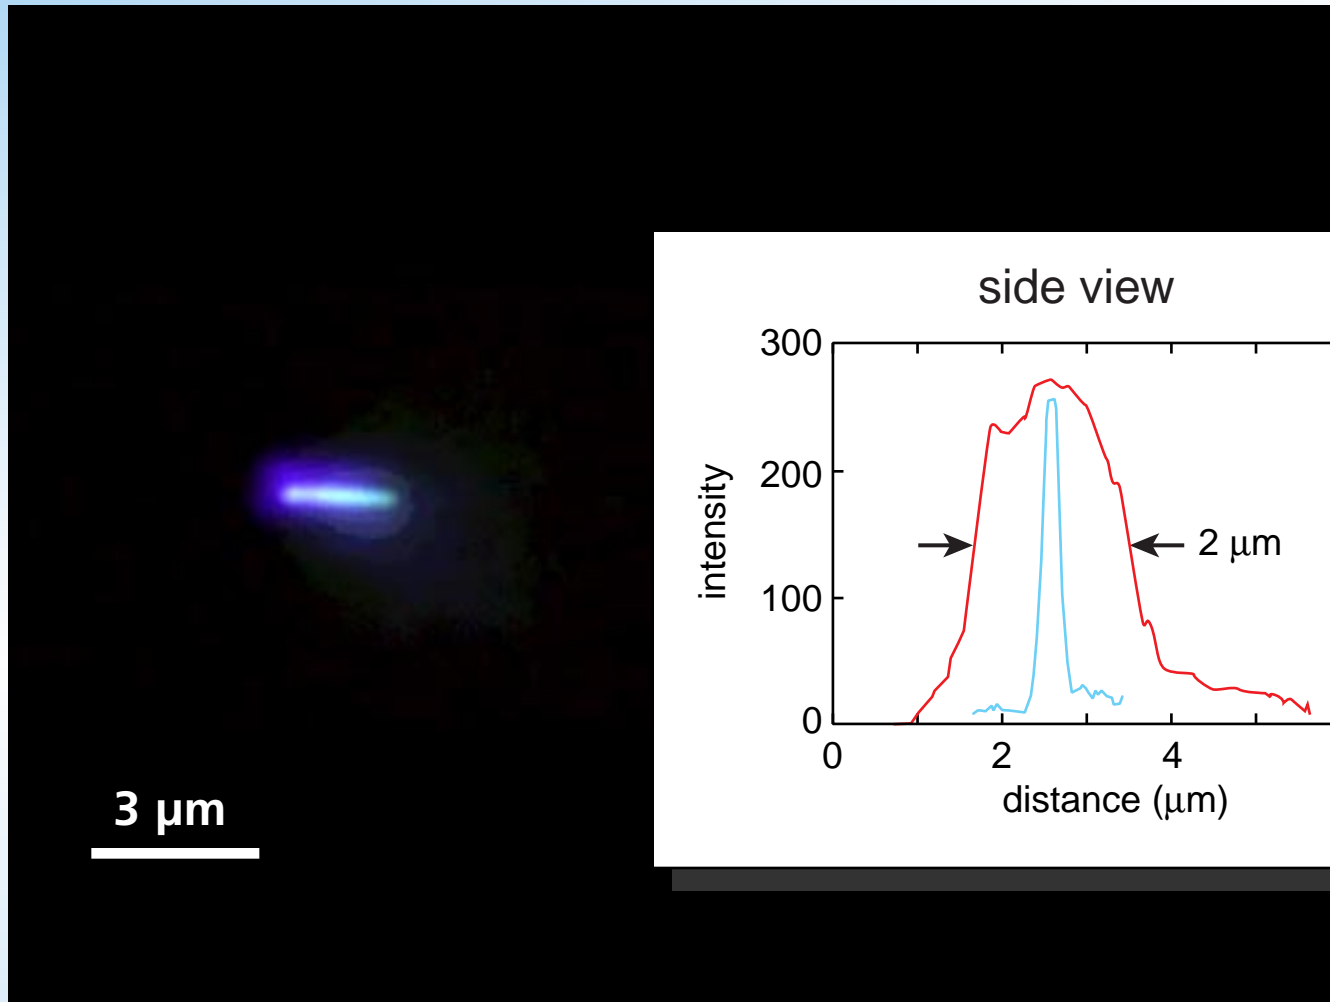 side view
300
200
100
0
intensity
2 μm
0 2 4
distance (μm)
3 μm